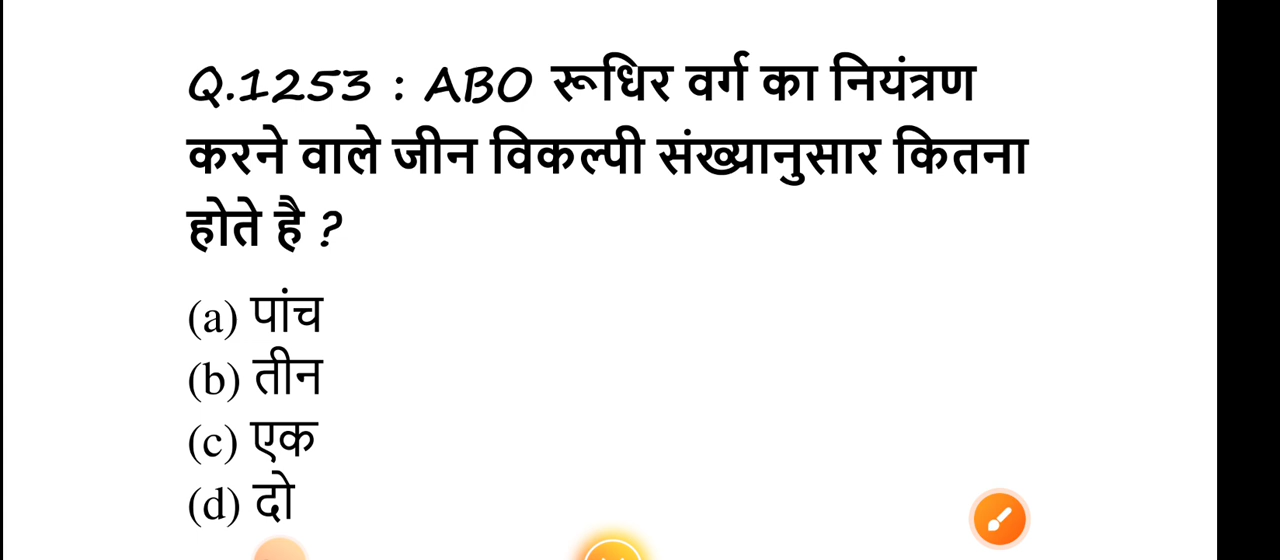 Q.1253 : ABO रूधिर वर्ग का नियंत्रण
करने वाले जीन विकल्पी संख्यानुसार कितना
होते है ?
(a) पांच
(b) तीन
(c) एक
(d) दो